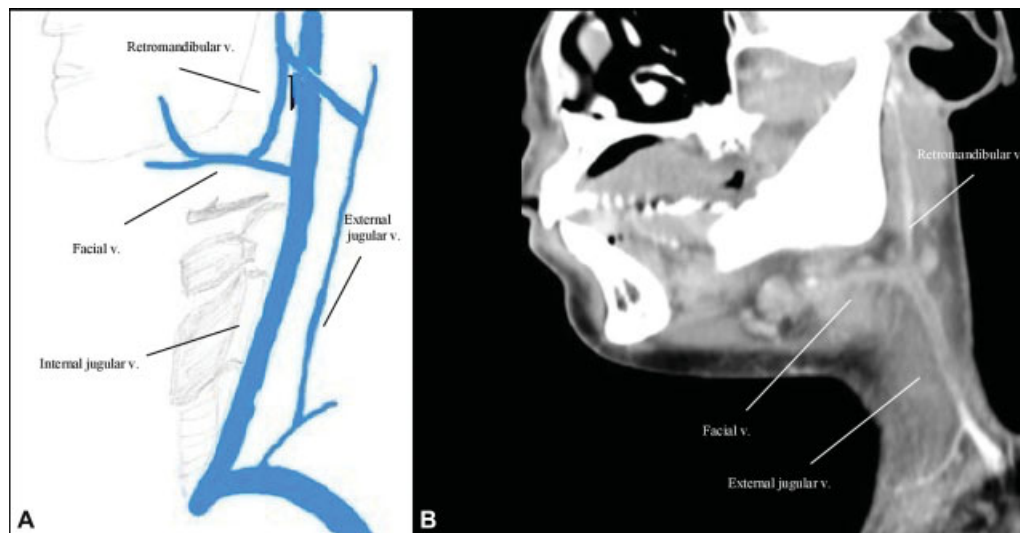 Retromandibular v.
Facial v.
External
jugular v.
Internal jugular v.
A
Retromandibular v
Facial v.
External jugular v.
B